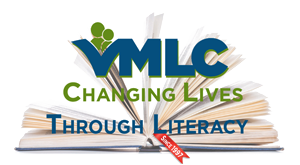 VMLC
CHANGING LIVES
THROUGH LITERACY
Since 1997